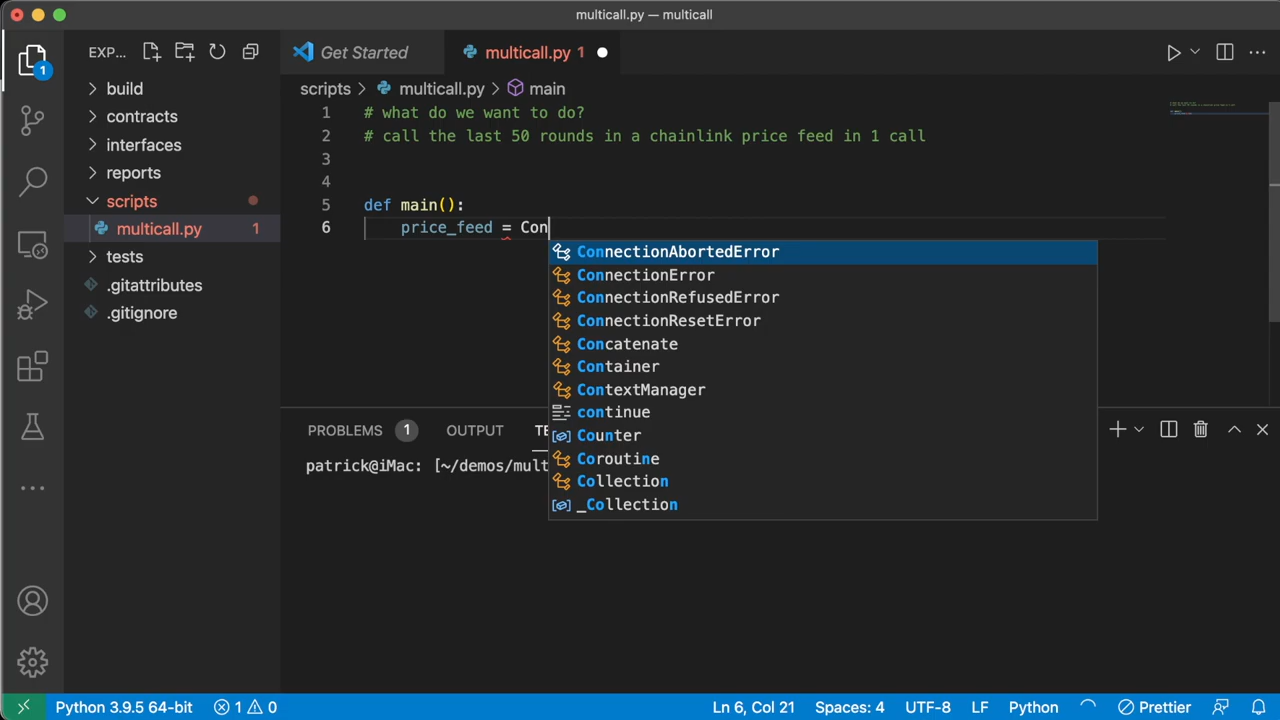 multicall.py — multicall
EXP...
Get Started
multicall.py 1
scripts
multicall.py
main
build
contracts
interfaces
reports
scripts
multicall.py 1
tests
.gitattributes
.gitignore
1
1 # what do we want to do?
2 # call the last 50 rounds in a chainlink price feed in 1 call
3
4
5 def main():
6 price_feed = Con
ConnectionAbortedError
ConnectionError
ConnectionRefusedError
ConnectionResetError
Concatenate
Container
ContextManager
continue
Counter
Coroutine
Collection
_Collection
PROBLEMS 1 OUTPUT TE
patrick@iMac: [~/demos/mult
Python 3.9.5 64-bit 1 0 Ln 6, Col 21 Spaces: 4 UTF-8 LF Python Prettier